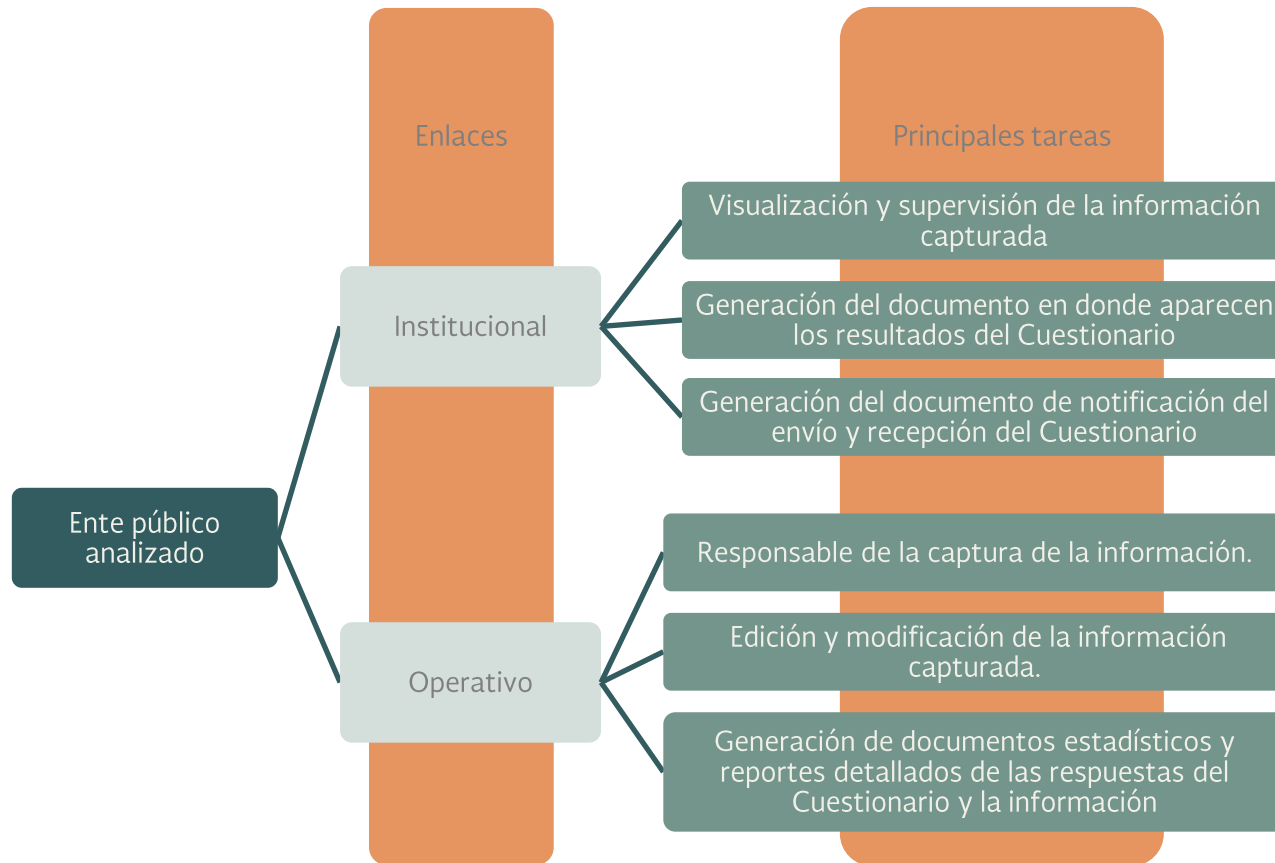 Enlaces
Principales tareas
Visualización y supervisión de la información
capturada
Generación del documento en donde aparecen
los resultados del Cuestionario
Institucional
Generación del documento de notificación del
envío y recepción del Cuestionario
Ente público
analizado
Responsable de la captura de la información.
Edición y modificación de la información
capturada.
Operativo
Generación de documentos estadísticos y
reportes detallados de las respuestas del
Cuestionario y la información